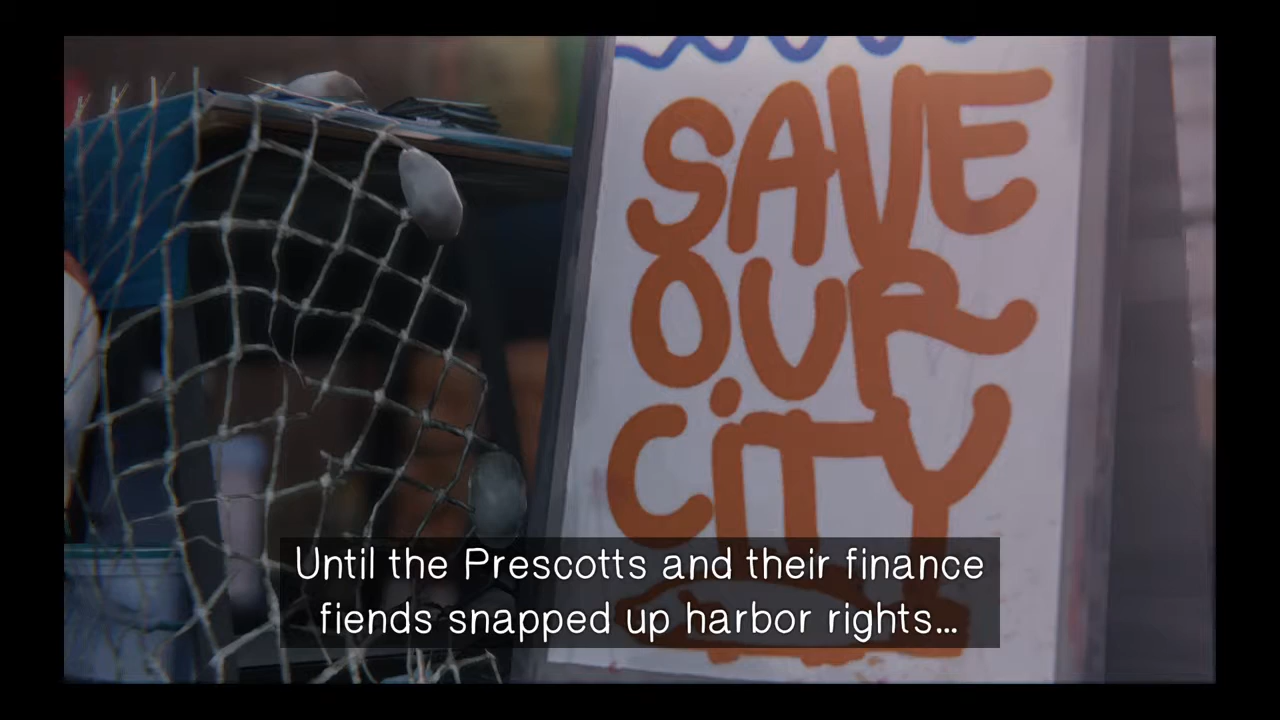 SAVE
OUR
CITY
Until the Prescotts and their finance
fiends snapped up harbor rights...